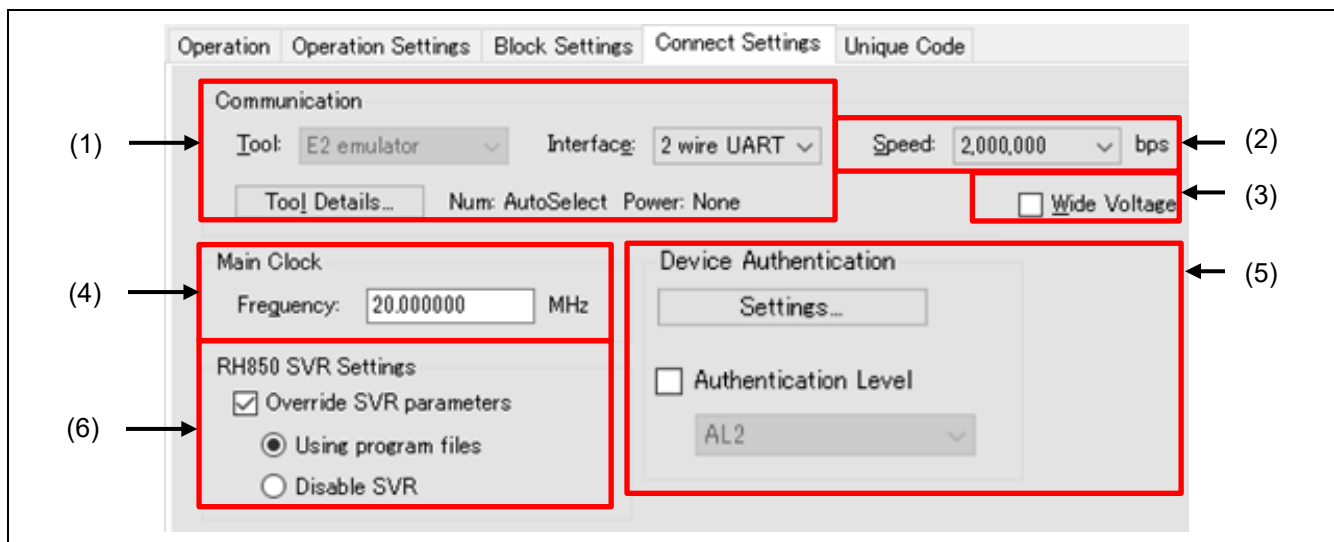 Operation Operation Settings Block Settings Connect Settings Unique Code
Communication
(1) Tool: E2 emulator Interface: 2 wire UART Speed: 2,000,000 bps (2)
Tool Details... Num: AutoSelect Power: None Wide Voltage (3)
Main Clock Device Authentication (5)
(4) Frequency: 20.000000 MHz Settings...
RH850 SVR Settings
Override SVR parameters Authentication Level
(6) Using program files AL2
Disable SVR